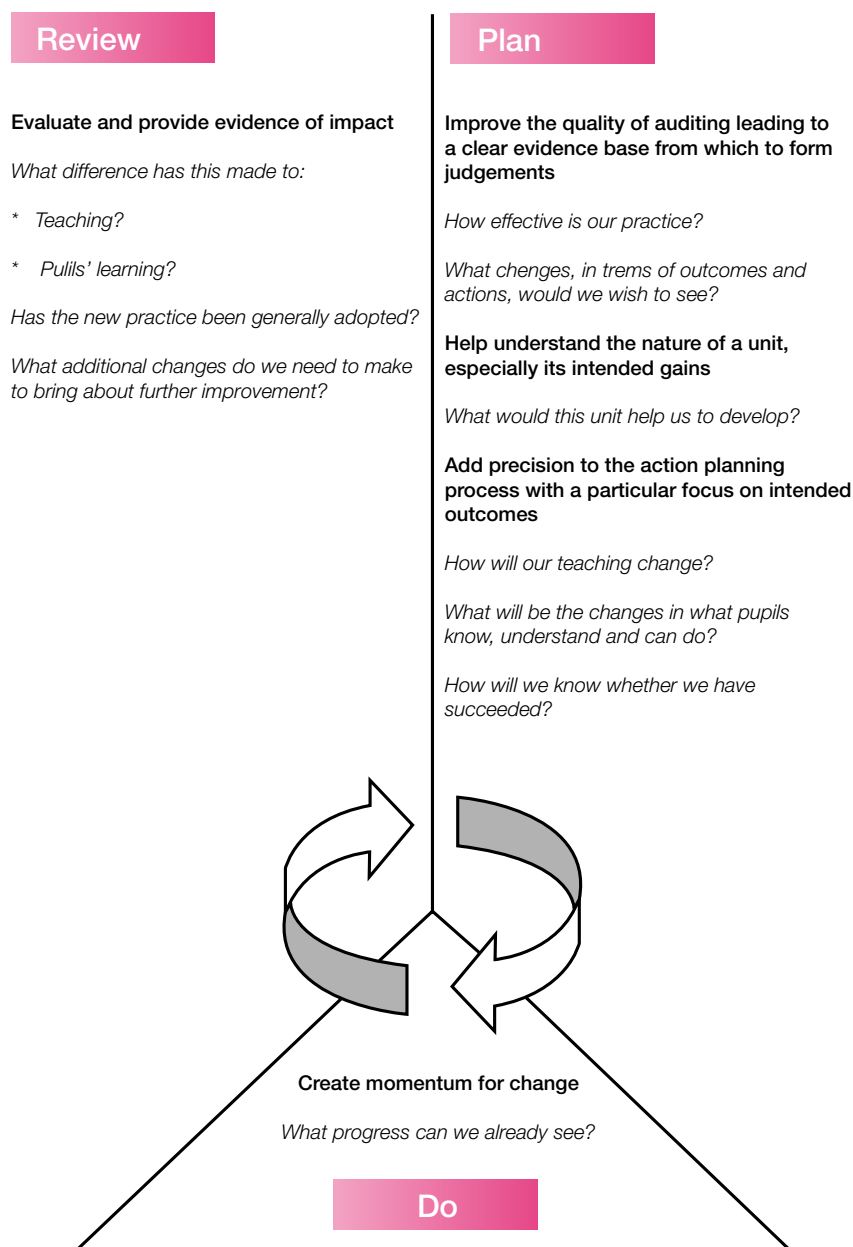 Review
Evaluate and provide evidence of impact
What difference has this made to:
* Teaching?
* Pulils' learning?
Has the new practice been generally adopted?
What additional changes do we need to make
to bring about further improvement?
Plan
Improve the quality of auditing leading to
a clear evidence base from which to form
judgements
How effective is our practice?
What chenges, in trems of outcomes and
actions, would we wish to see?
Help understand the nature of a unit,
especially its intended gains
What would this unit help us to develop?
Add precision to the action planning
process with a particular focus on intended
outcomes
How will our teaching change?
What will be the changes in what pupils
know, understand and can do?
How will we know whether we have
succeeded?
Create momentum for change
What progress can we already see?
Do